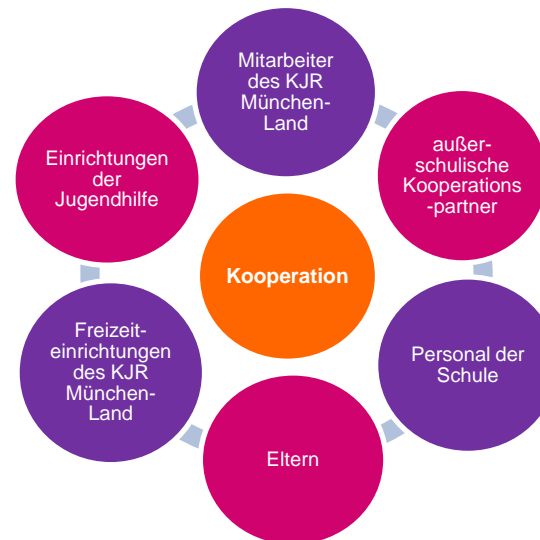 Mitarbeiter
des KJR
München-
Land
außer-
schulische
Kooperations
-partner
Personal der
Schule
Eltern
Freizeit-
einrichtungen
des KJR
München-
Land
Einrichtungen
der
Jugendhilfe
Kooperation